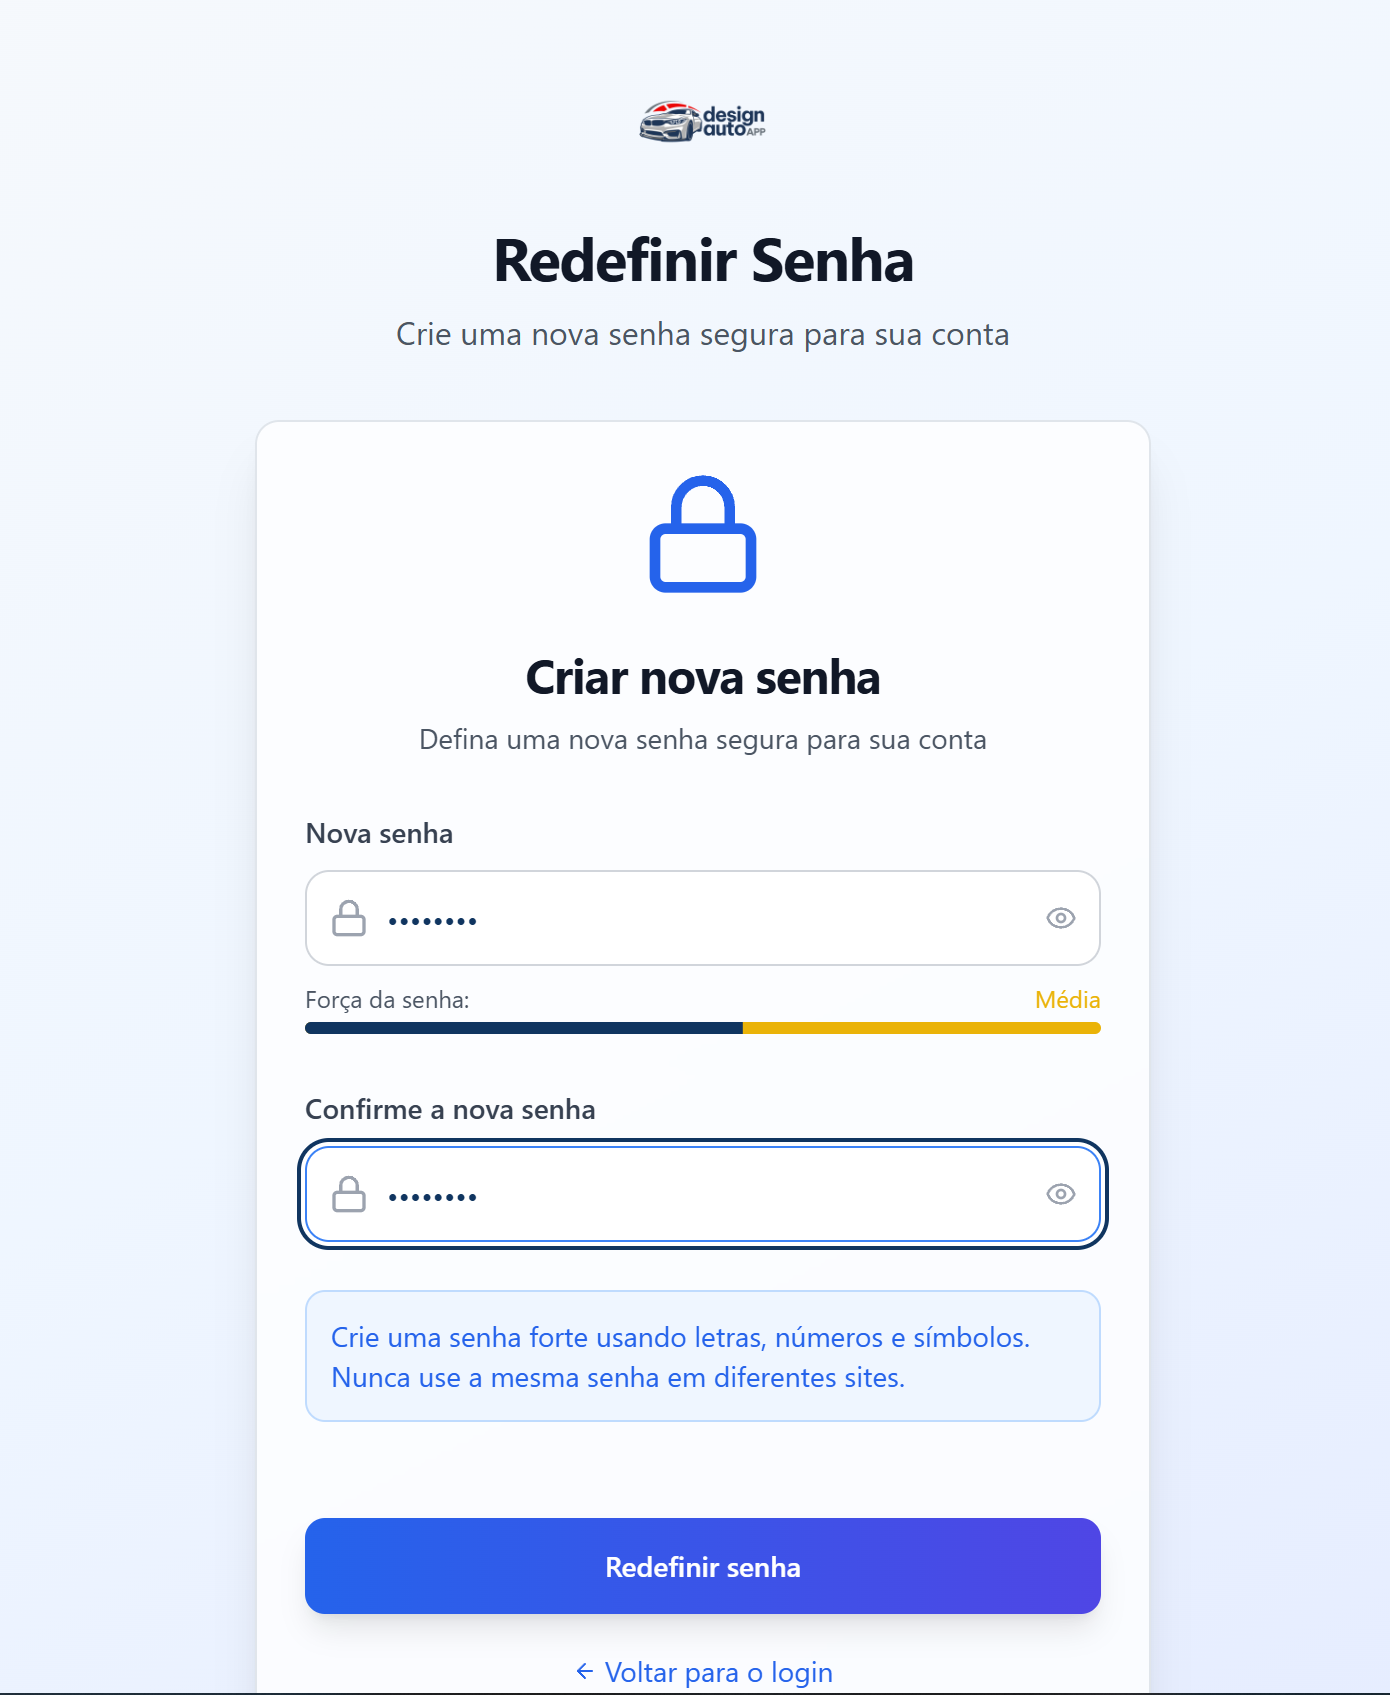 design
autoAPP
Redefinir Senha
Crie uma nova senha segura para sua conta
Criar nova senha
Defina uma nova senha segura para sua conta
Nova senha
••••••••
Força da senha: Média
Confirme a nova senha
••••••••
Crie uma senha forte usando letras, números e símbolos.
Nunca use a mesma senha em diferentes sites.
Redefinir senha
← Voltar para o login